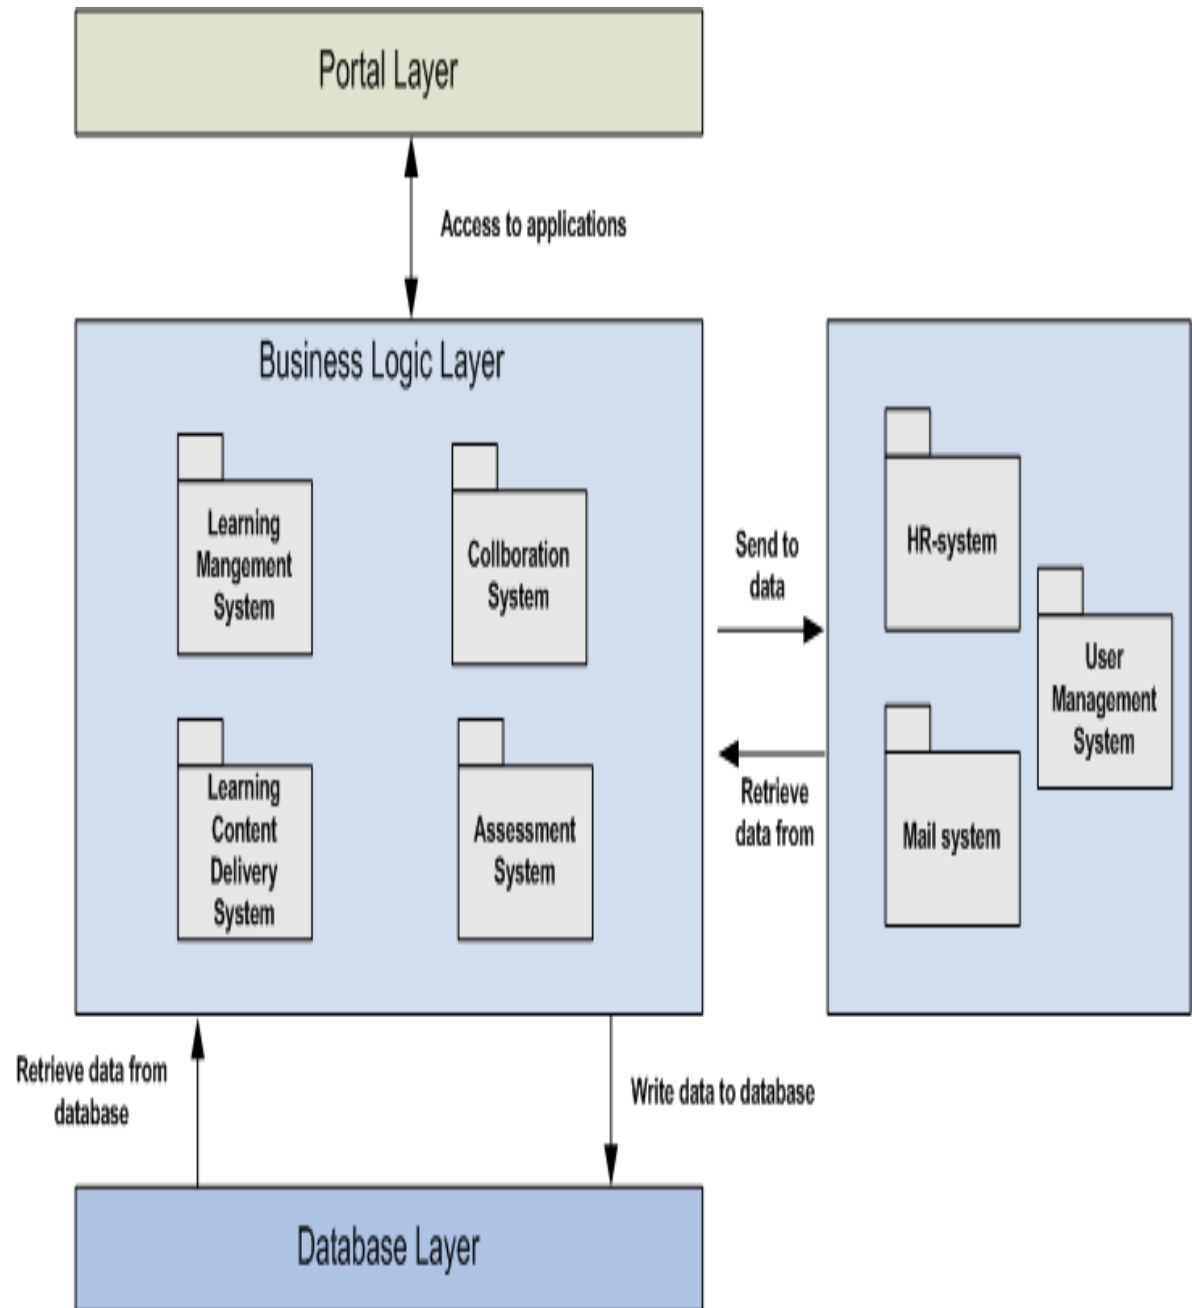 Portal Layer
Access to applications
Business Logic Layer
Learning
Mangement
System
Collboration
System
Learning
Content
Delivery
System
Assessment
System
Send to
data
Retrieve
data from
HR-system
User
Management
System
Mail system
Retrieve data from
database
Write data to database
Database Layer